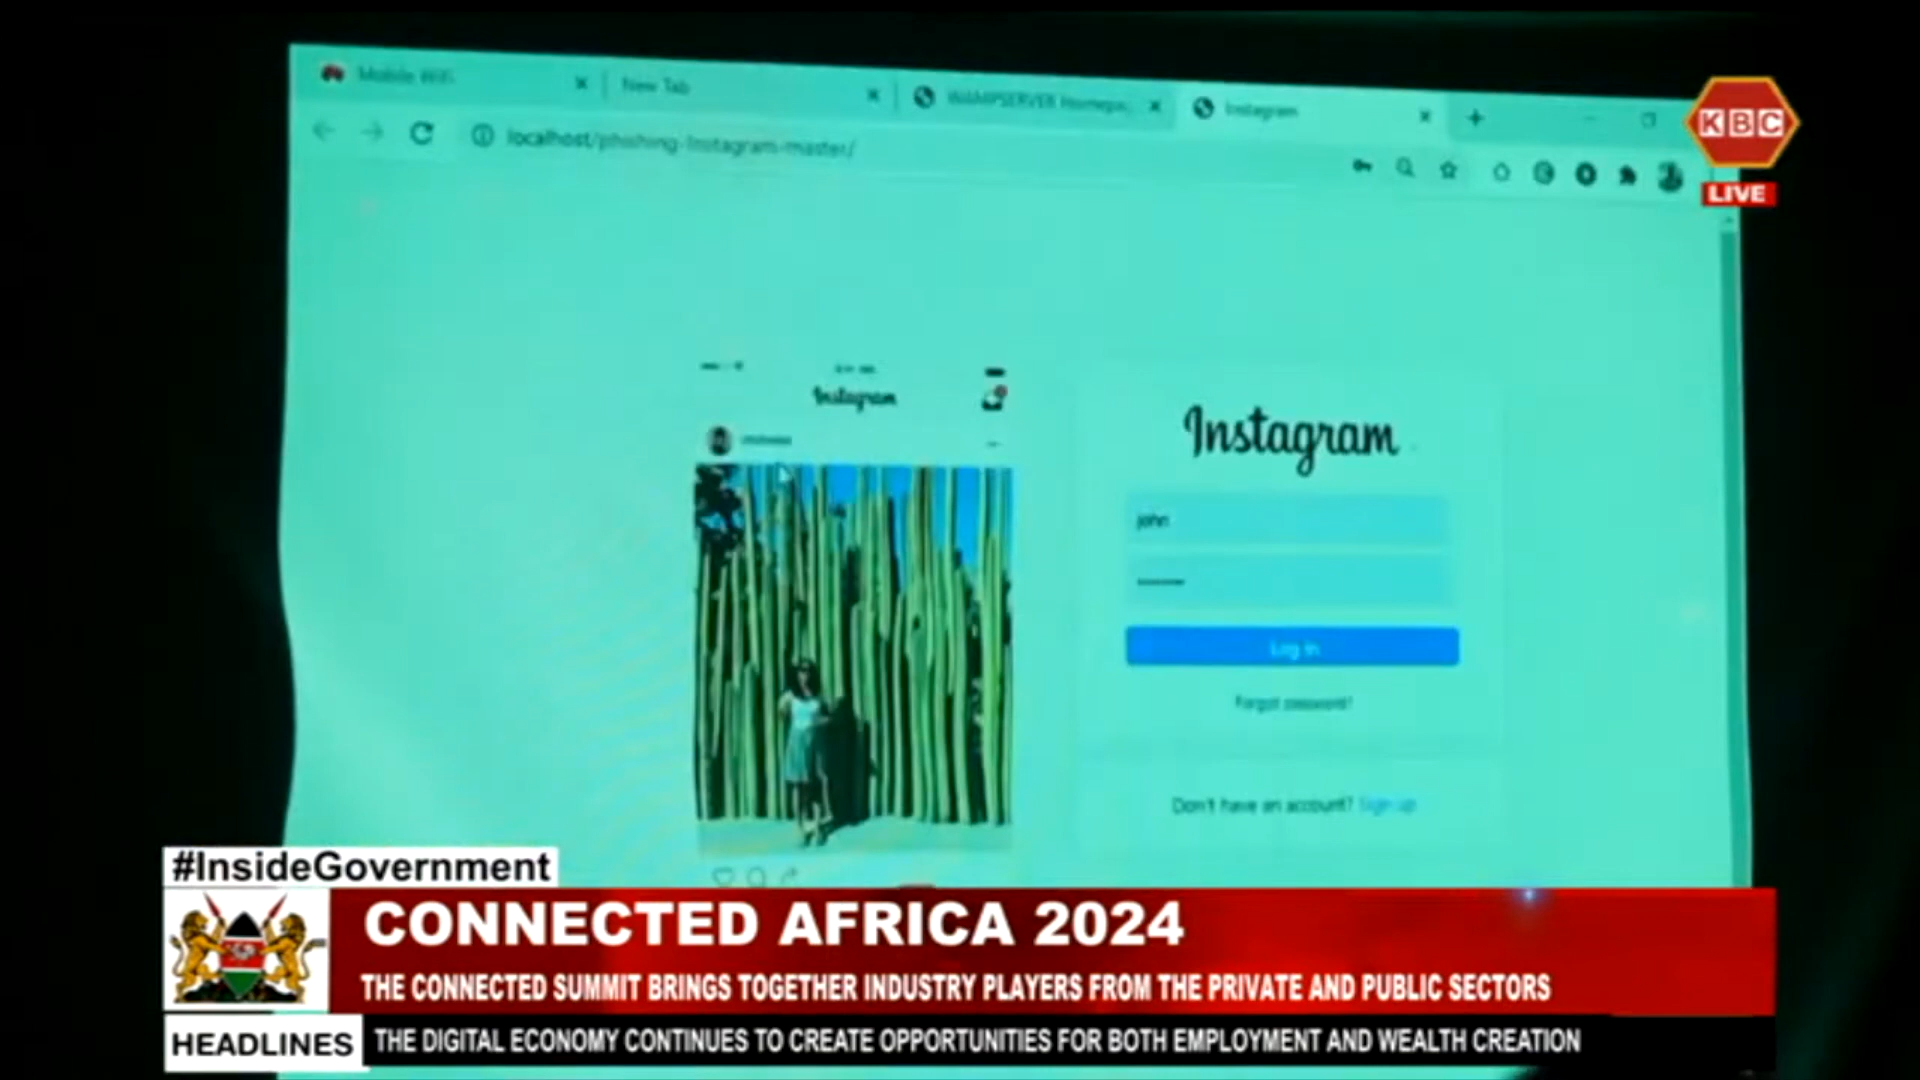 Mobile WiFi
New Tab
WAMPSERVER Homepage
Instagram
localhost/phishing-Instagram-master/
KBC
LIVE
Instagram
Instagram
john
Log In
Forgot password?
Don't have an account? Sign up
#InsideGovernment
CONNECTED AFRICA 2024
THE CONNECTED SUMMIT BRINGS TOGETHER INDUSTRY PLAYERS FROM THE PRIVATE AND PUBLIC SECTORS
HEADLINES
THE DIGITAL ECONOMY CONTINUES TO CREATE OPPORTUNITIES FOR BOTH EMPLOYMENT AND WEALTH CREATION